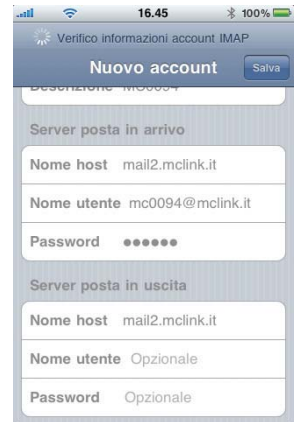 16.45 100%
Verifico informazioni account IMAP
Nuovo account Salva
Descrizione MC0094
Server posta in arrivo
Nome host mail2.mclink.it
Nome utente mc0094@mclink.it
Password ●●●●●●
Server posta in uscita
Nome host mail2.mclink.it
Nome utente Opzionale
Password Opzionale